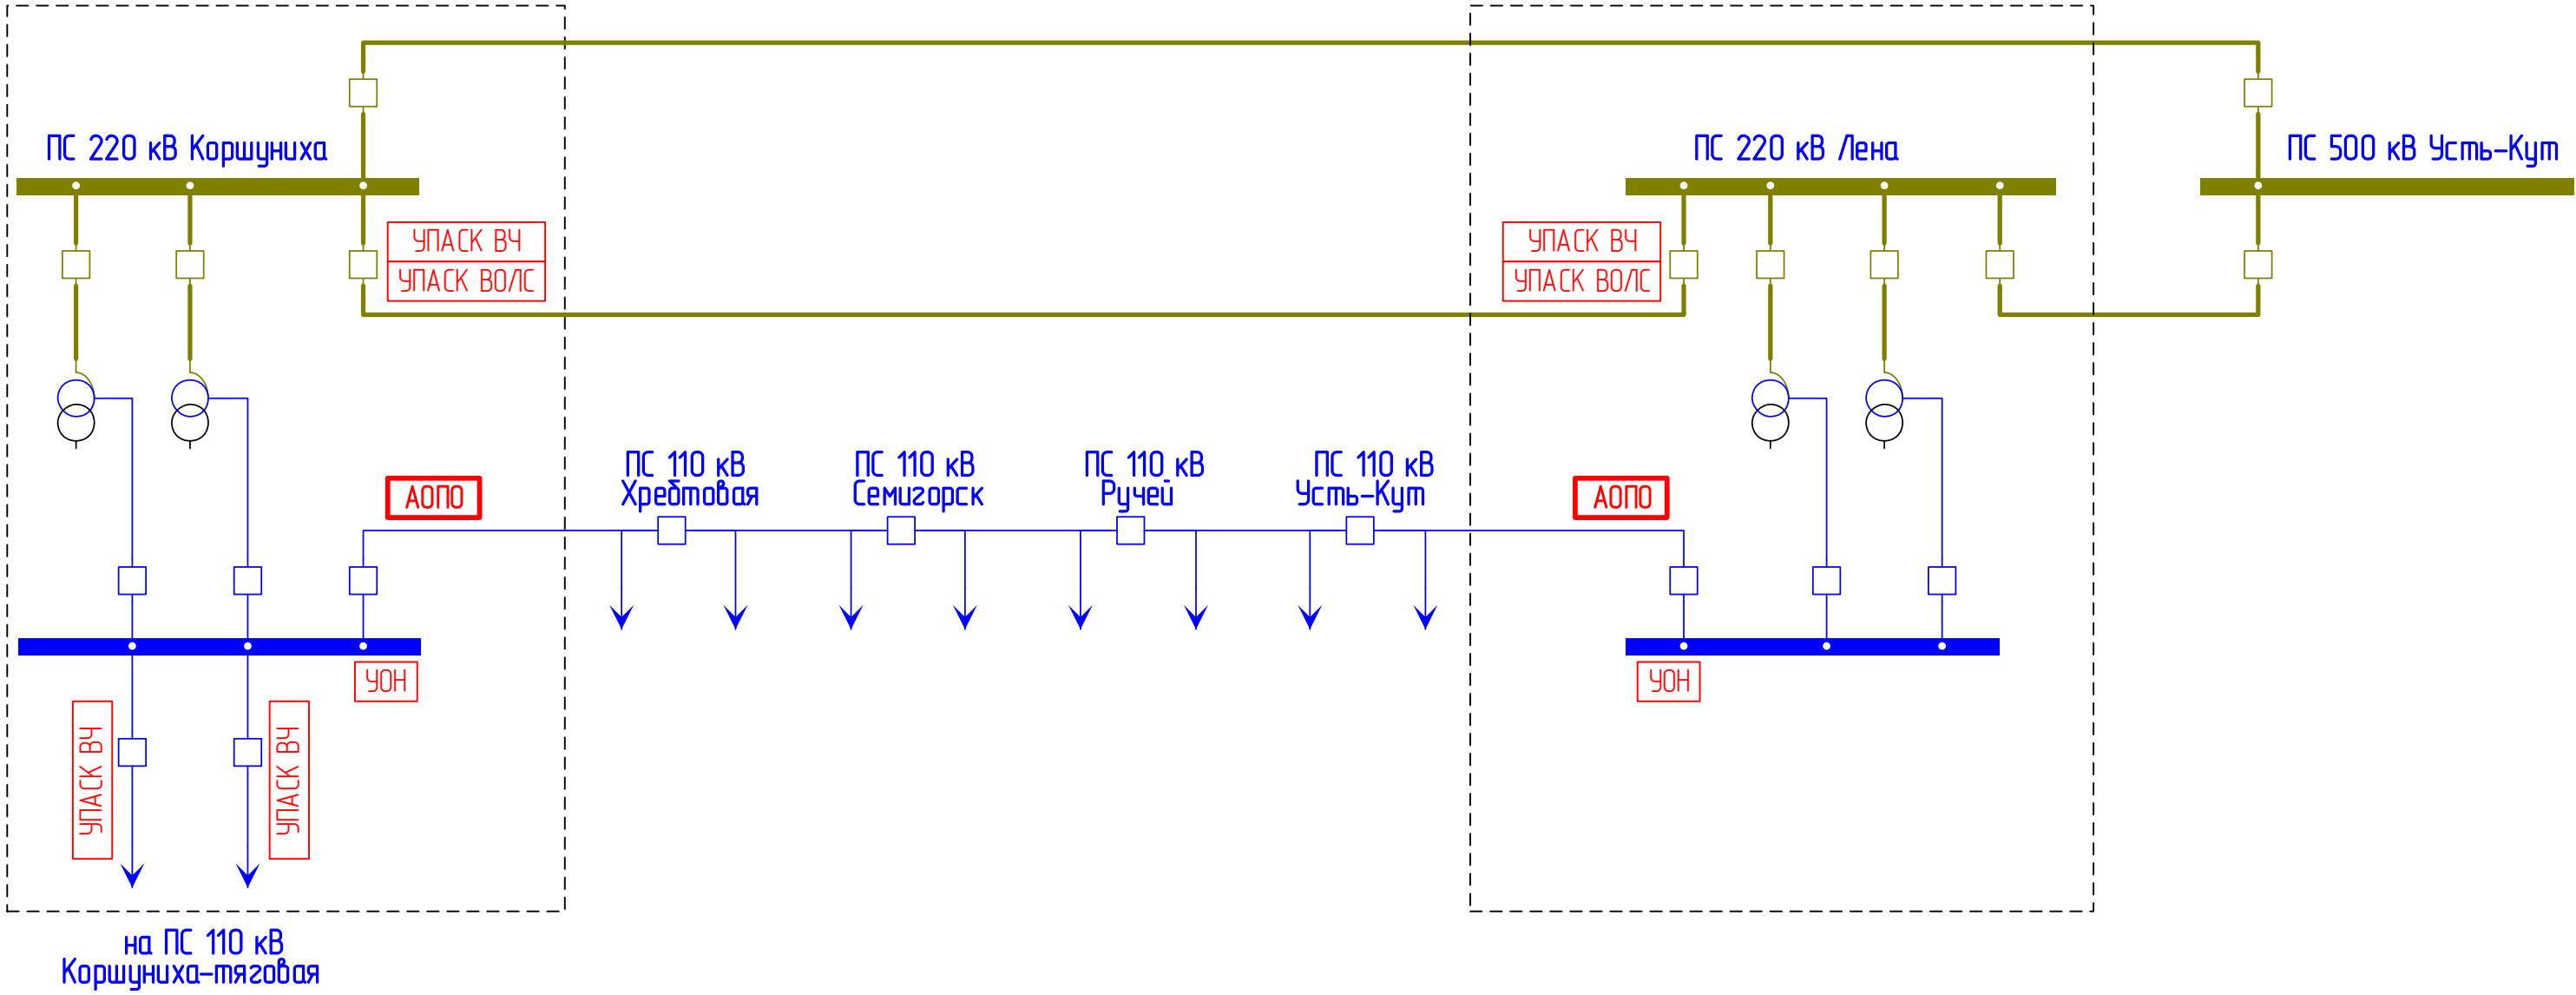 ПС 220 кВ Коршуниха
ПС 220 кВ Лена
ПС 500 кВ Усть-Кут
УПАСК ВЧ
УПАСК ВОЛС
УПАСК ВЧ
УПАСК ВОЛС
АОПО
ПС 110 кВ
Хребтовая
ПС 110 кВ
Семигорск
ПС 110 кВ
Ручей
ПС 110 кВ
Усть-Кут
АОПО
УОН
УОН
УПАСК ВЧ
УПАСК ВЧ
на ПС 110 кВ
Коршуниха-тяговая